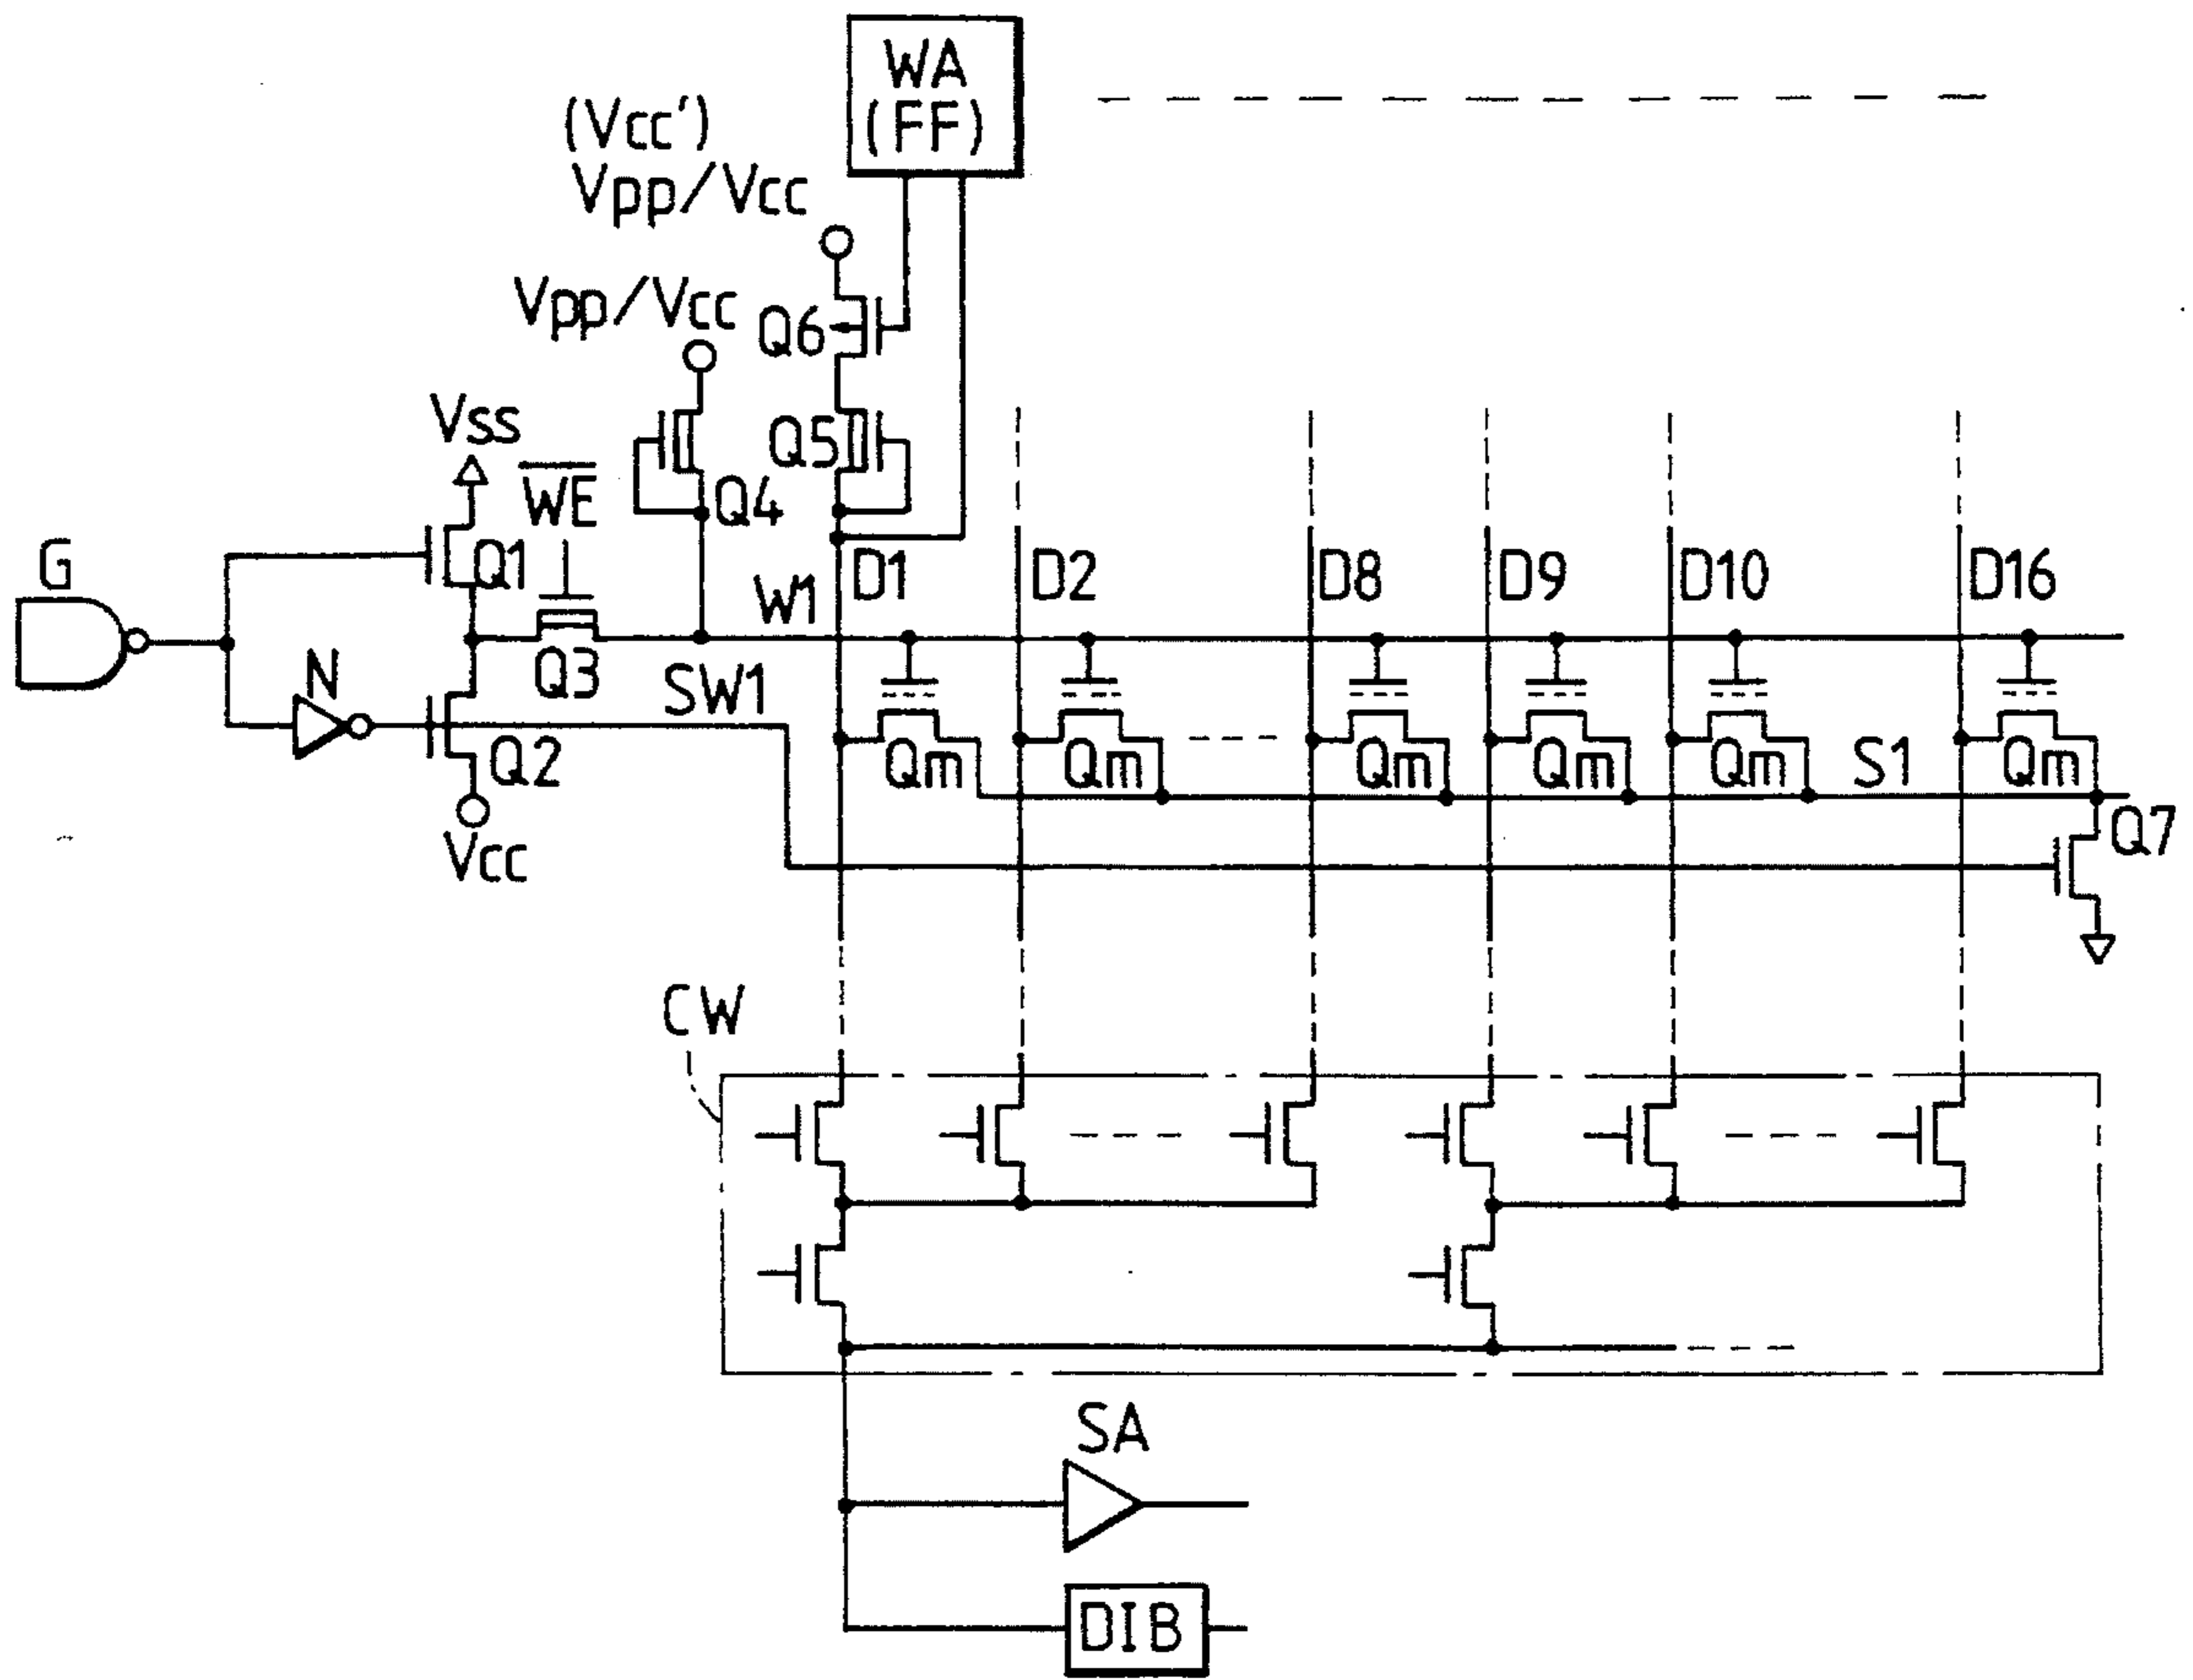 WA
(FF)
(Vcc')
Vpp/Vcc
Vpp/Vcc
Q6
Vss
WE
Q5
Q4
G
Q1
W1
D1
D2
D8
D9
D10
D16
N
Q3
SW1
Q2
Qm
Qm
Qm
Qm
Qm
S1
Qm
Vcc
Q7
CW
SA
DIB